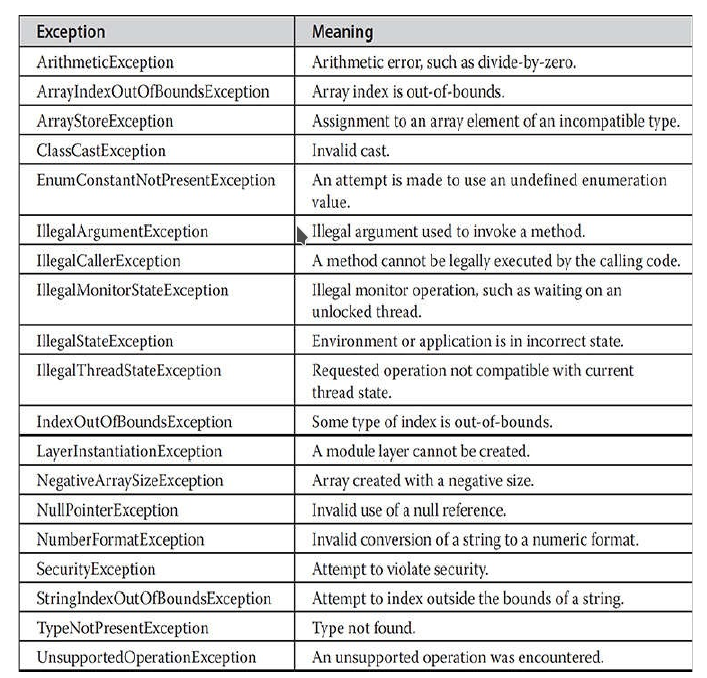 Exception Meaning
ArithmeticException Arithmetic error, such as divide-by-zero.
ArrayIndexOutOfBoundsException Array index is out-of-bounds.
ArrayStoreException Assignment to an array element of an incompatible type.
ClassCastException Invalid cast.
EnumConstantNotPresentException An attempt is made to use an undefined enumeration
value.
IllegalArgumentException Illegal argument used to invoke a method.
IllegalCallerException A method cannot be legally executed by the calling code.
IllegalMonitorStateException Illegal monitor operation, such as waiting on an
unlocked thread.
IllegalStateException Environment or application is in incorrect state.
IllegalThreadStateException Requested operation not compatible with current
thread state.
IndexOutOfBoundsException Some type of index is out-of-bounds.
LayerInstantiationException A module layer cannot be created.
NegativeArraySizeException Array created with a negative size.
NullPointerException Invalid use of a null reference.
NumberFormatException Invalid conversion of a string to a numeric format.
SecurityException Attempt to violate security.
StringIndexOutOfBoundsException Attempt to index outside the bounds of a string.
TypeNotPresentException Type not found.
UnsupportedOperationException An unsupported operation was encountered.